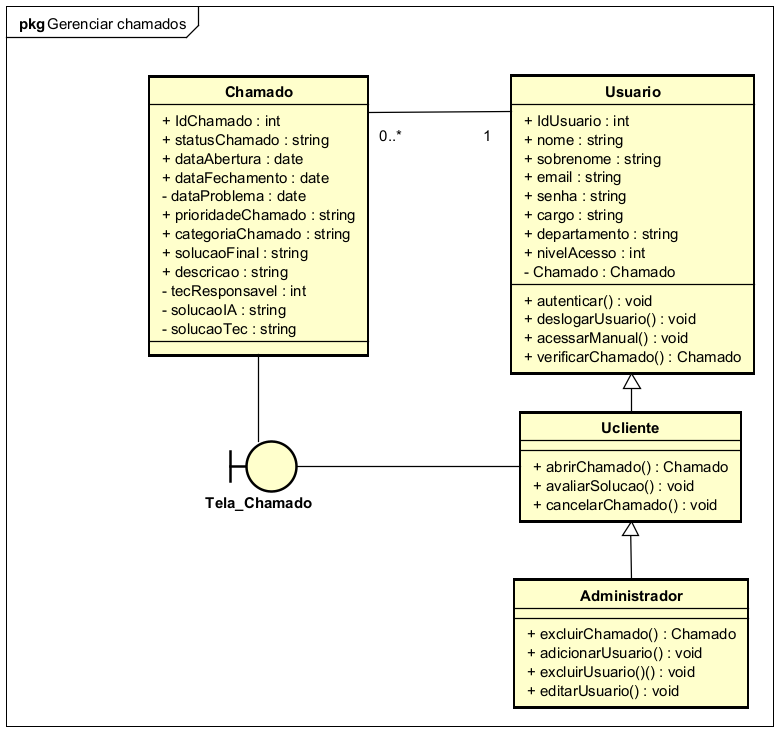 pkg Gerenciar chamados
Chamado
+ IdChamado : int
+ statusChamado : string
+ dataAbertura : date
+ dataFechamento : date
- dataProblema : date
+ prioridadeChamado : string
+ categoriaChamado : string
+ solucaoFinal : string
+ descricao : string
- tecResponsavel : int
- solucaoIA : string
- solucaoTec : string
0..*
1
Usuario
+ IdUsuario : int
+ nome : string
+ sobrenome : string
+ email : string
+ senha : string
+ cargo : string
+ departamento : string
+ nivelAcesso : int
- Chamado : Chamado
+ autenticar() : void
+ deslogarUsuario() : void
+ acessarManual() : void
+ verificarChamado() : Chamado
Ucliente
+ abrirChamado() : Chamado
+ avaliarSolucao() : void
+ cancelarChamado() : void
Tela_Chamado
Administrador
+ excluirChamado() : Chamado
+ adicionarUsuario() : void
+ excluirUsuario()() : void
+ editarUsuario() : void